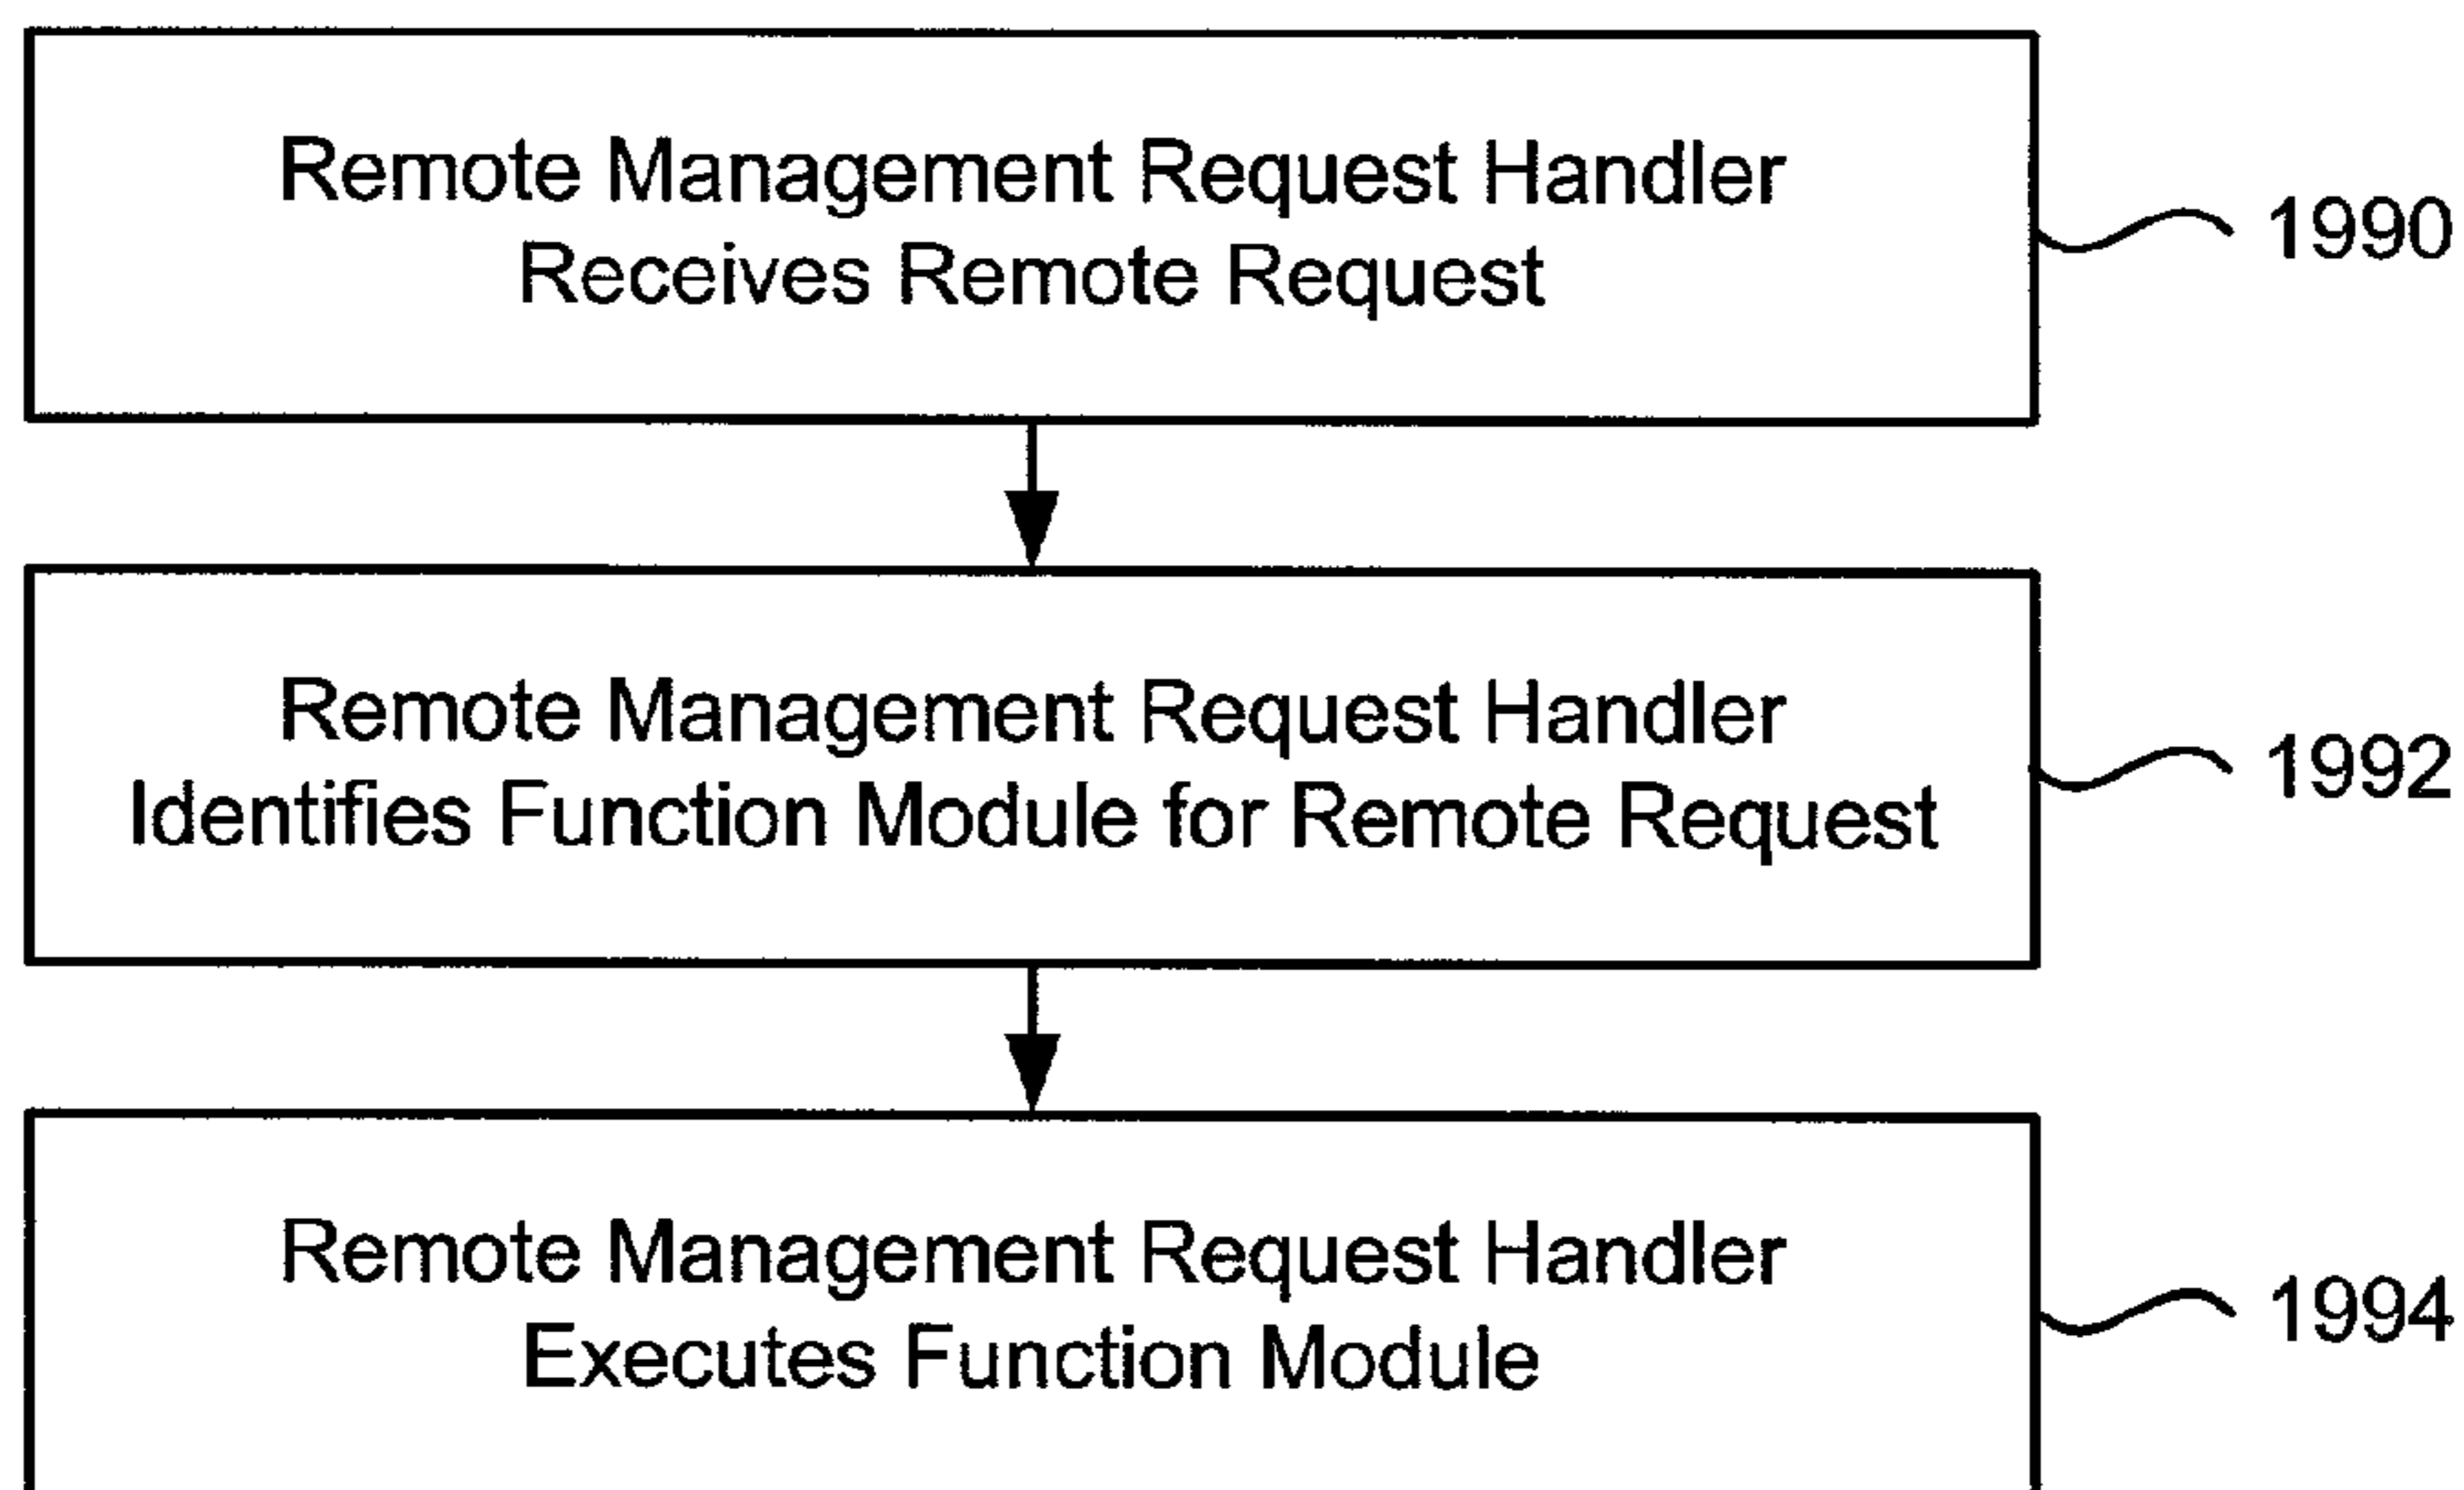 Remote Management Request Handler
Receives Remote Request
1990
Remote Management Request Handler
Identifies Function Module for Remote Request
1992
Remote Management Request Handler
Executes Function Module
1994